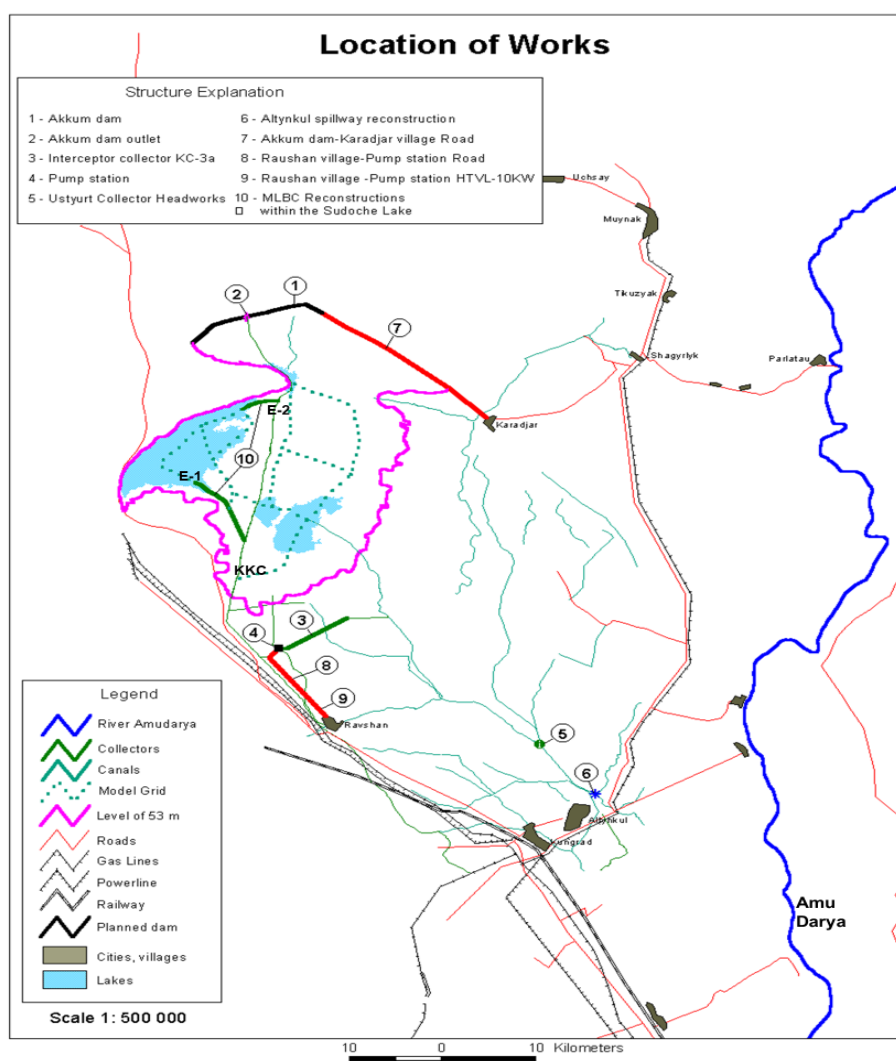 Location of Works
Structure Explanation
1 - Akkum dam
2 - Akkum dam outlet
3 - Interceptor collector KC-3a
4 - Pump station
5 - Ustyurt Collector Headworks
6 - Altynkul spillway reconstruction
7 - Akkum dam-Karadjar village Road
8 - Raushan village-Pump station Road
9 - Raushan village -Pump station HTVL-10KW
10 - MLBC Reconstructions
within the Sudoche Lake
Uchsay
Muynak
Tikuzyak
Shagyrlyk
Parlatau
1
2
7
Karadjar
E-2
10
E-1
KKC
3
4
8
9
Ravshan
5
6
Altynkul
Kungrad
Amu
Darya
Legend
River Amudarya
Collectors
Canals
Model Grid
Level of 53 m
Roads
Gas Lines
Powerline
Railway
Planned dam
Cities, villages
Lakes
Scale 1: 500 000
10 0 10 Kilometers